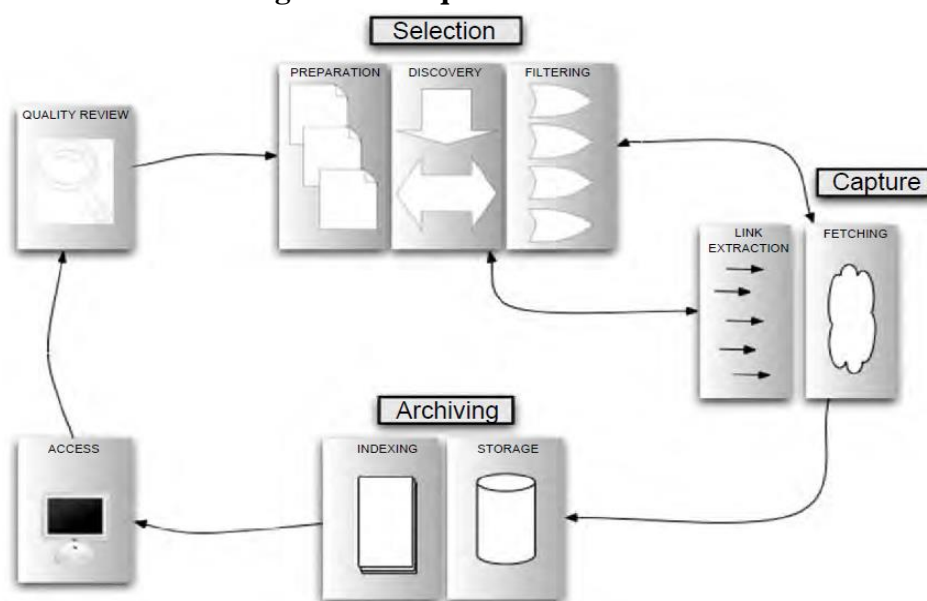 Selection
PREPARATION
DISCOVERY
FILTERING
QUALITY REVIEW
Capture
LINK
EXTRACTION
FETCHING
Archiving
ACCESS
INDEXING
STORAGE